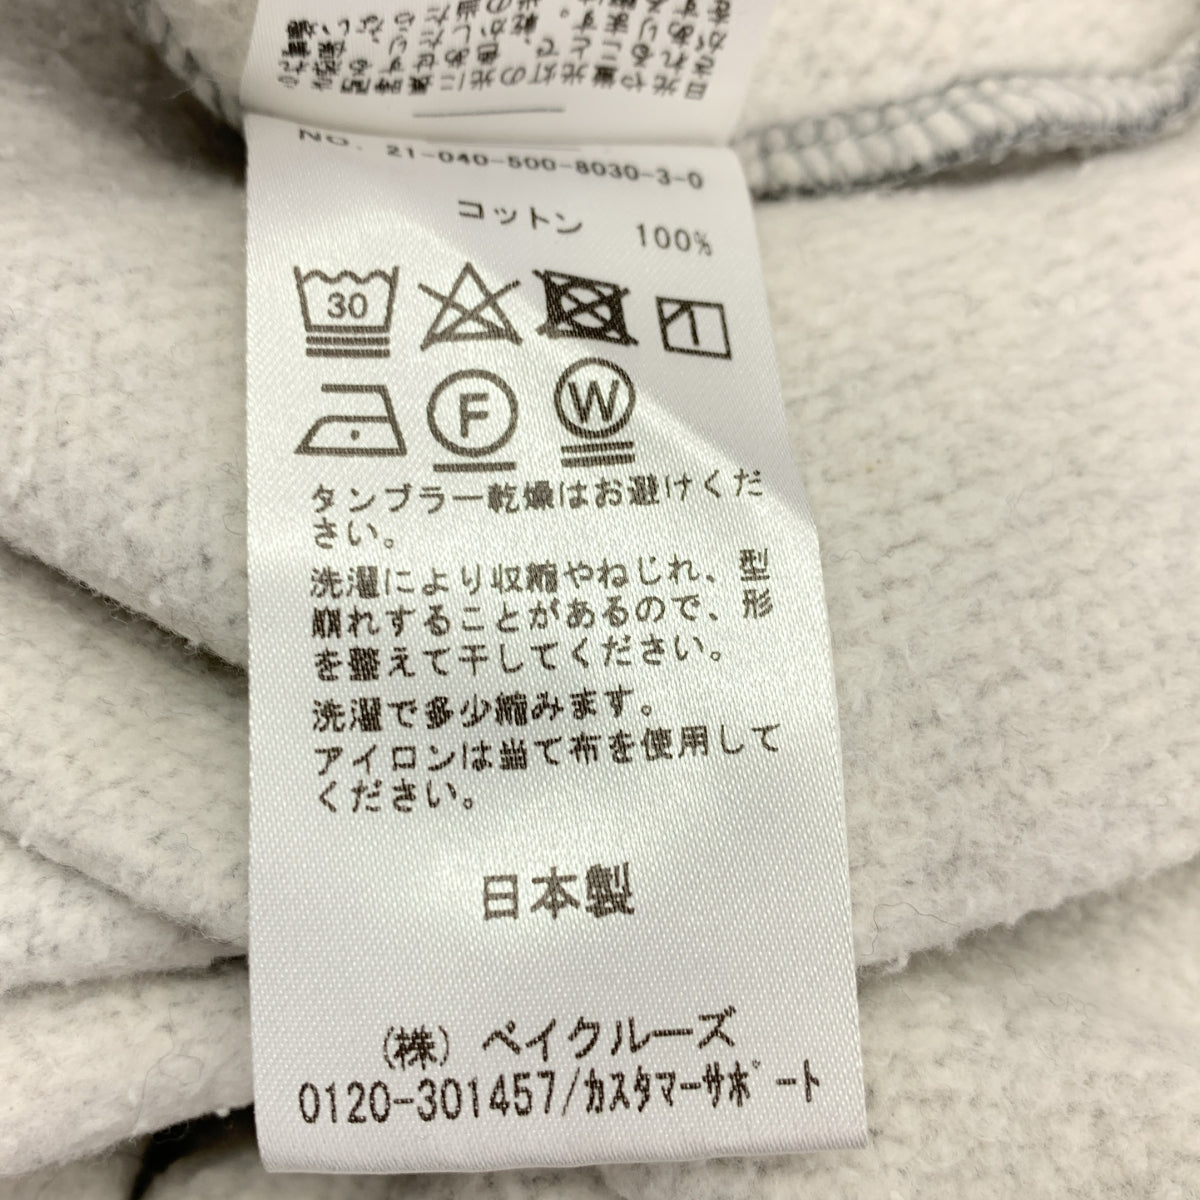 NO. 21-040-500-8030-3-0
コットン 100%
30
F
W
タンブラー乾燥はお避けくだ
さい。
洗濯により収縮やねじれ、型
崩れすることがあるので、形
を整えて干してください。
洗濯で多少縮みます。
アイロンは当て布を使用して
ください。
日本製
(株) ベイクルーズ
0120-301457/カスタマーサポート